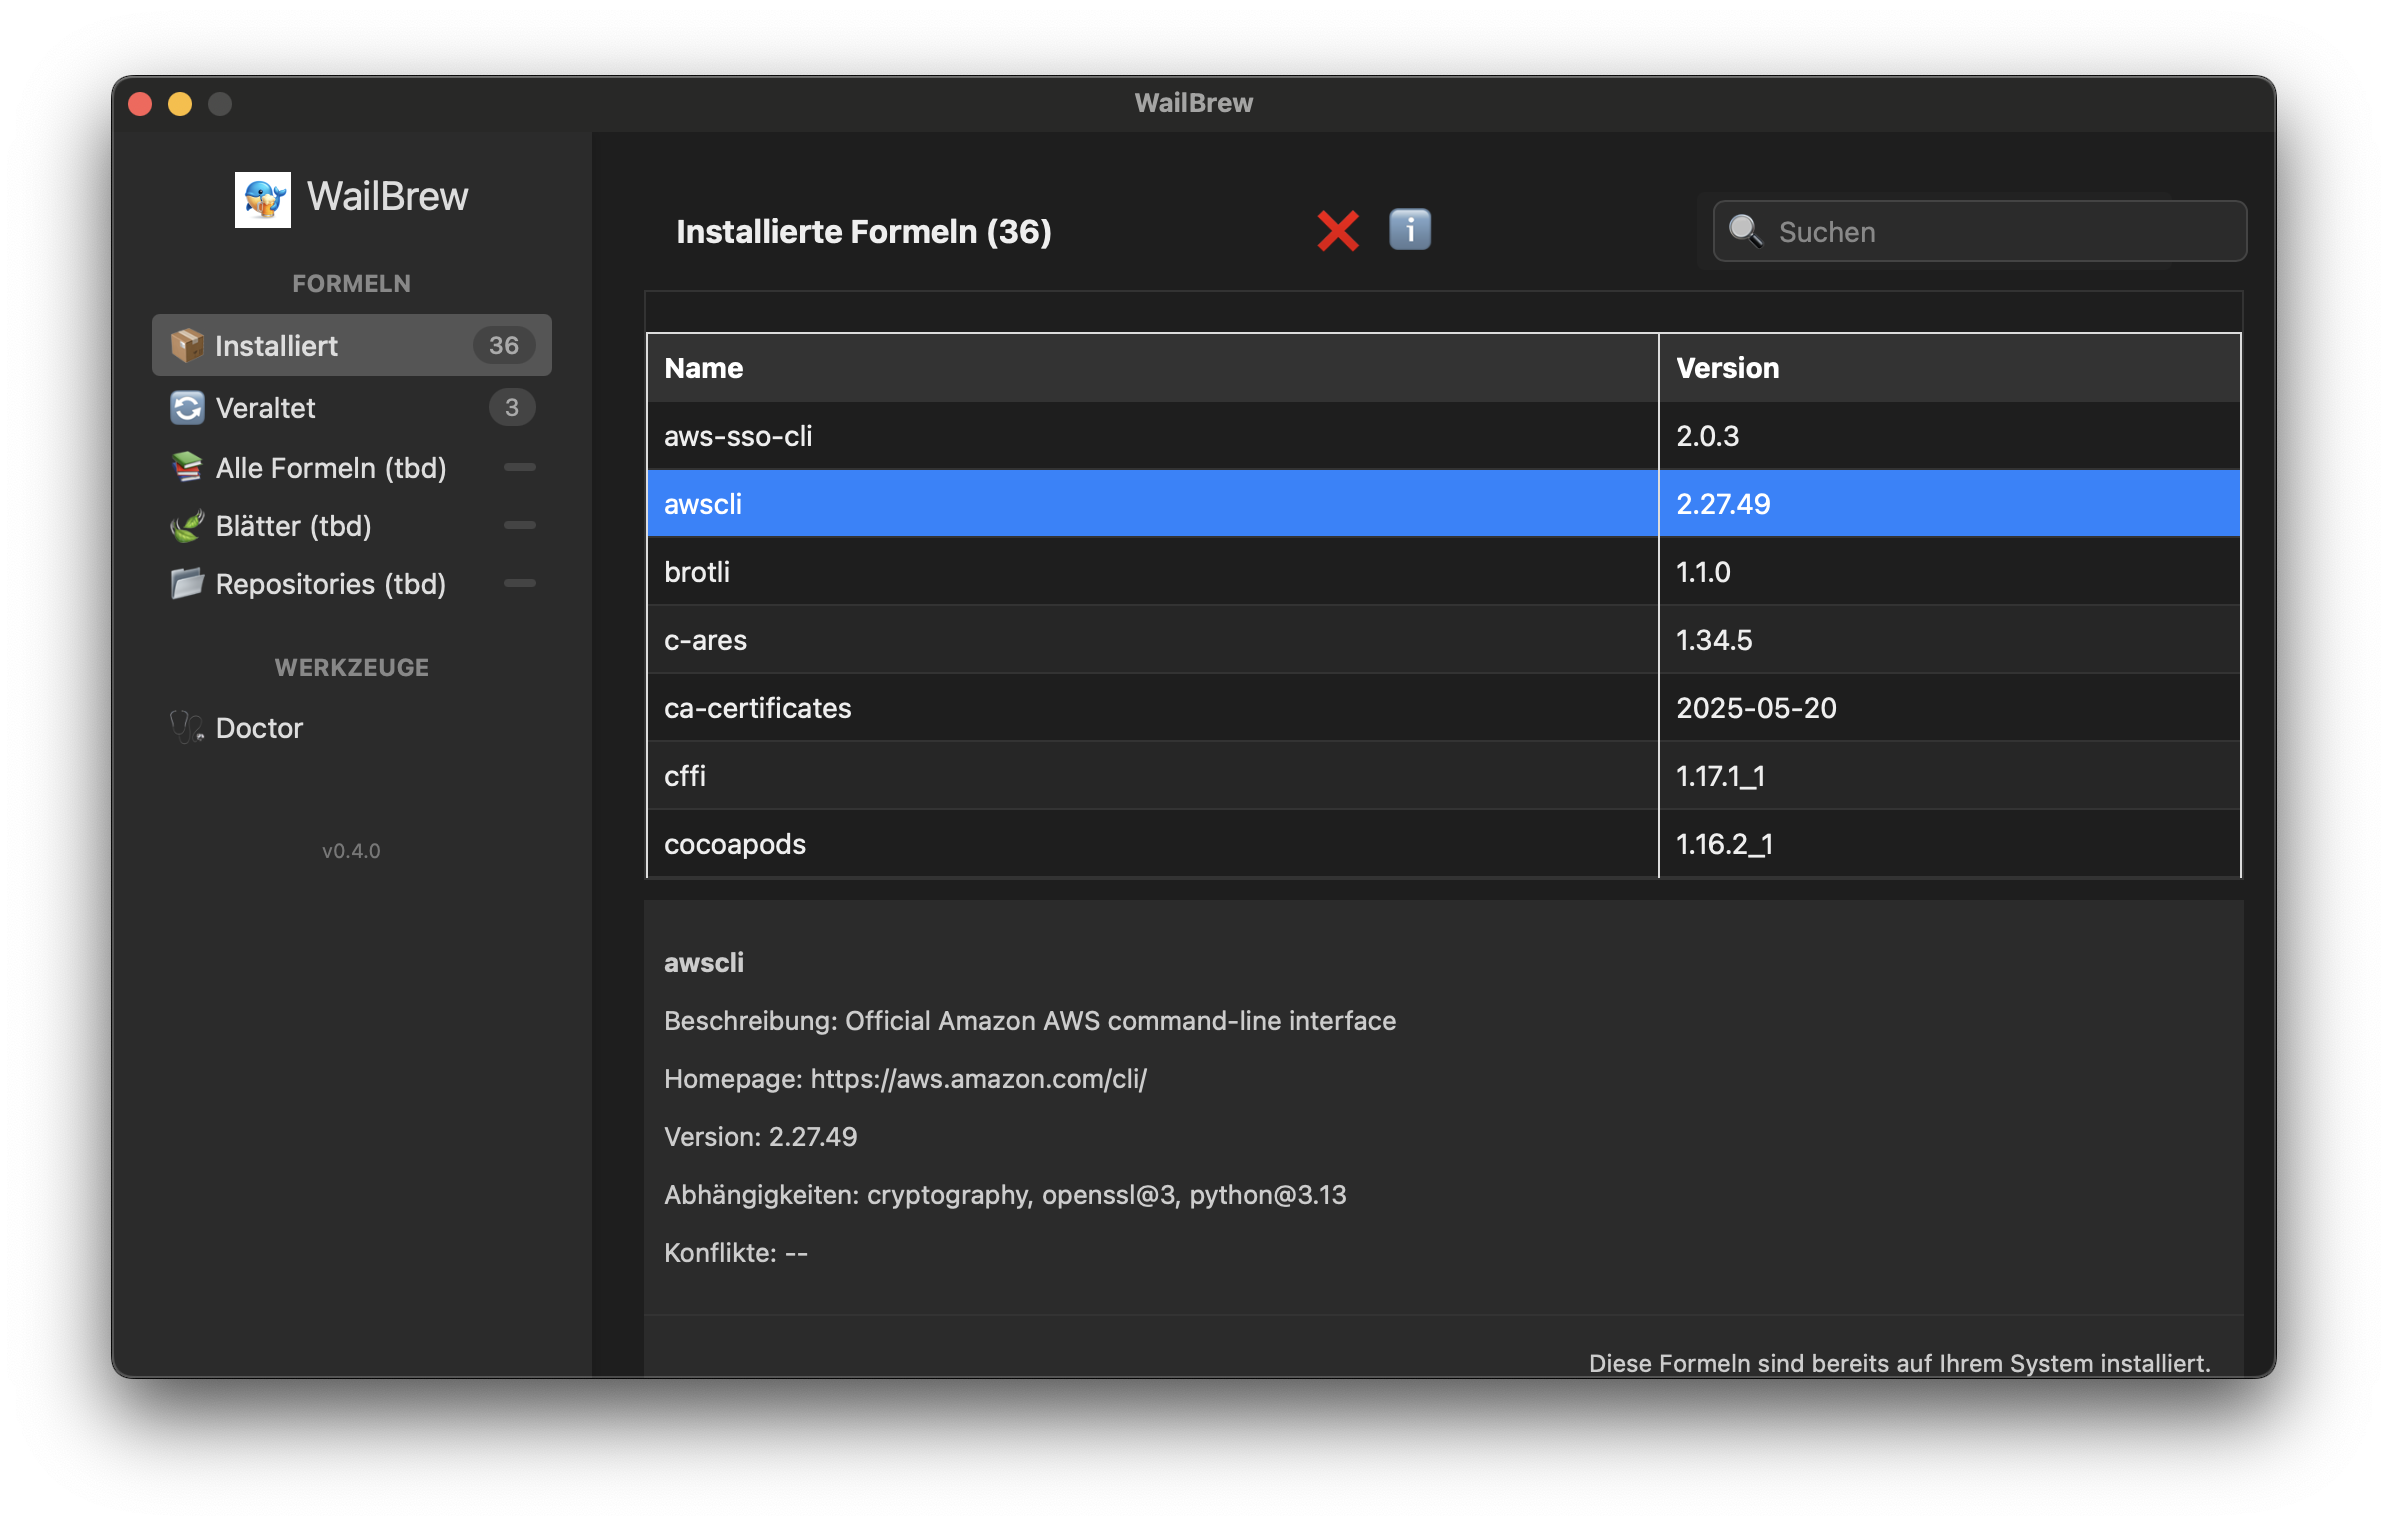 WailBrew
WailBrew
FORMELN
Installiert 36
Veraltet 3
Alle Formeln (tbd)
Blätter (tbd)
Repositories (tbd)
WERKZEUGE
Doctor
v0.4.0
Installierte Formeln (36)
Suchen
Name Version
aws-sso-cli 2.0.3
awscli 2.27.49
brotli 1.1.0
c-ares 1.34.5
ca-certificates 2025-05-20
cffi 1.17.1_1
cocoapods 1.16.2_1
awscli
Beschreibung: Official Amazon AWS command-line interface
Homepage: https://aws.amazon.com/cli/
Version: 2.27.49
Abhängigkeiten: cryptography, openssl@3, python@3.13
Konflikte: --
Diese Formeln sind bereits auf Ihrem System installiert.